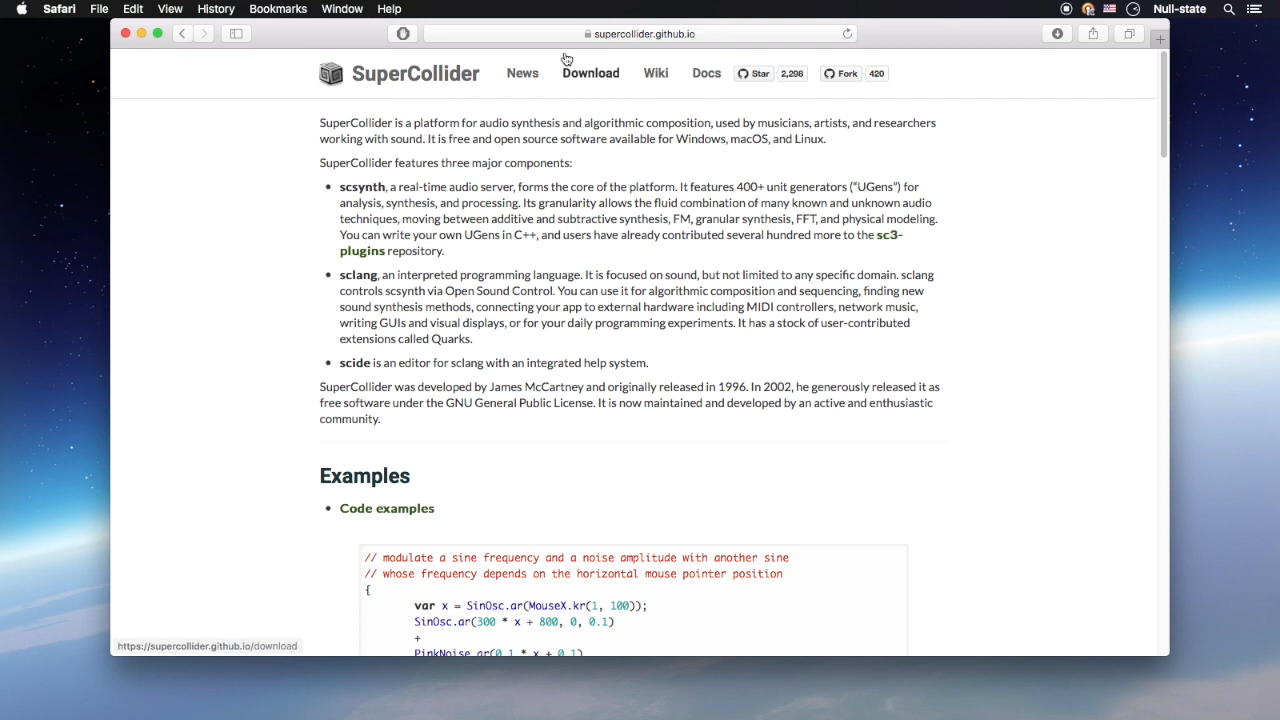 Safari File Edit View History Bookmarks Window Help Null-state
supercollider.github.io
SuperCollider News Download Wiki Docs Star 2,298 Fork 420
SuperCollider is a platform for audio synthesis and algorithmic composition, used by musicians, artists, and researchers
working with sound. It is free and open source software available for Windows, macOS, and Linux.
SuperCollider features three major components:
• scsynth, a real-time audio server, forms the core of the platform. It features 400+ unit generators (“UGens”) for
analysis, synthesis, and processing. Its granularity allows the fluid combination of many known and unknown audio
techniques, moving between additive and subtractive synthesis, FM, granular synthesis, FFT, and physical modeling.
You can write your own UGens in C++, and users have already contributed several hundred more to the sc3-
plugins repository.
• sclang, an interpreted programming language. It is focused on sound, but not limited to any specific domain. sclang
controls scsynth via Open Sound Control. You can use it for algorithmic composition and sequencing, finding new
sound synthesis methods, connecting your app to external hardware including MIDI controllers, network music,
writing GUIs and visual displays, or for your daily programming experiments. It has a stock of user-contributed
extensions called Quarks.
• scide is an editor for sclang with an integrated help system.
SuperCollider was developed by James McCartney and originally released in 1996. In 2002, he generously released it as
free software under the GNU General Public License. It is now maintained and developed by an active and enthusiastic
community.
Examples
• Code examples
// modulate a sine frequency and a noise amplitude with another sine
// whose frequency depends on the horizontal mouse pointer position
{
var x = SinOsc.ar(MouseX.kr(1, 100));
SinOsc.ar(300 * x + 800, 0, 0.1)
+
PinkNoise.ar(0.1 * x + 0.1)
https://supercollider.github.io/download